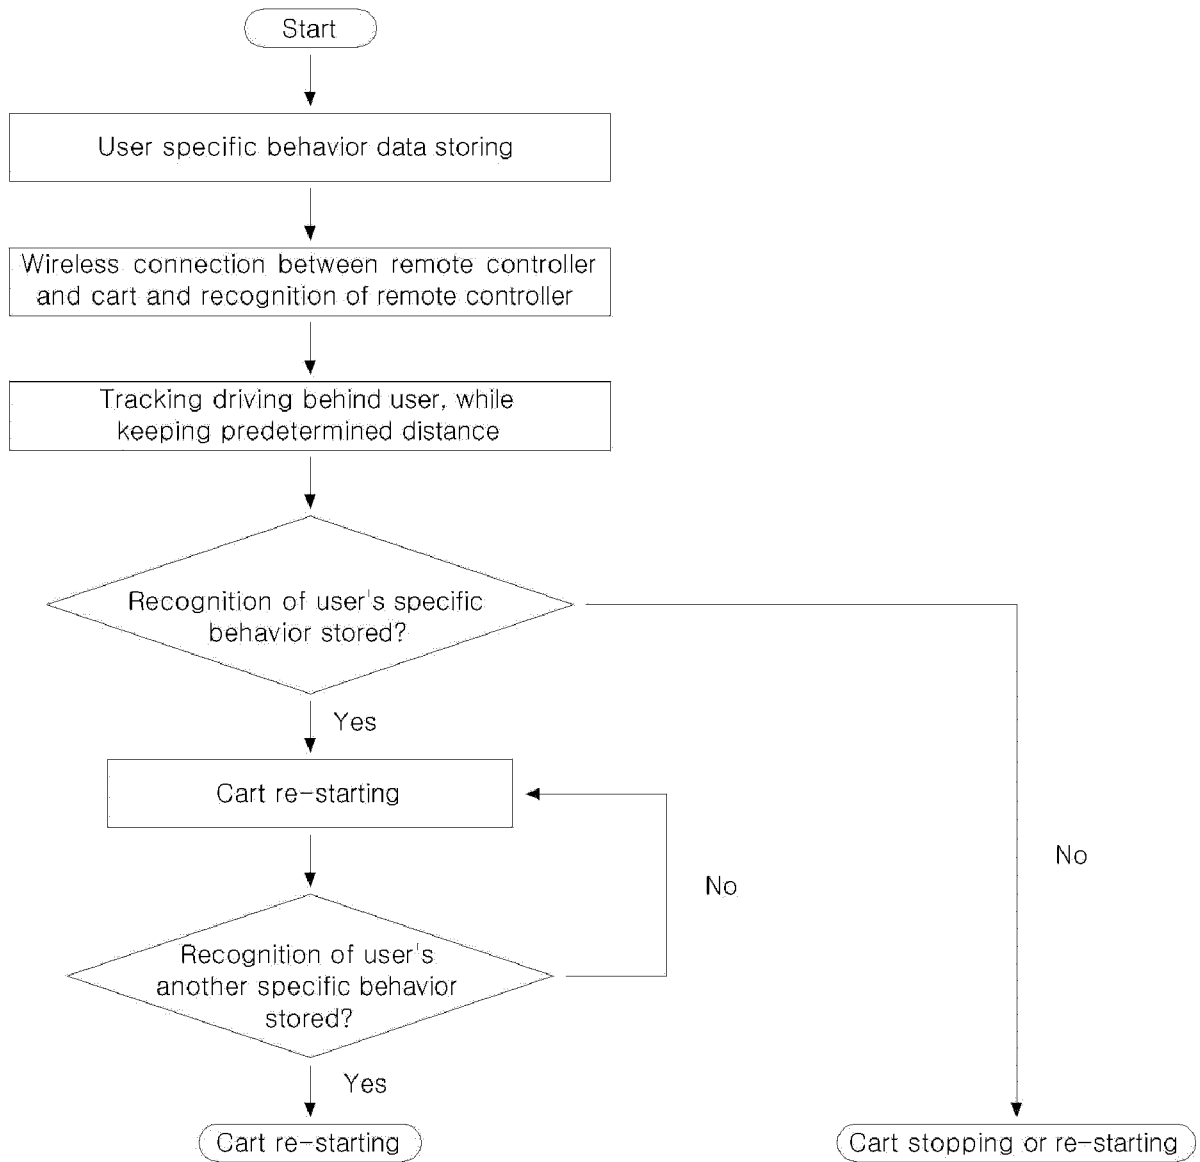 Start
User specific behavior data storing
Wireless connection between remote controller
and cart and recognition of remote controller
Tracking driving behind user, while
keeping predetermined distance
Recognition of user's specific
behavior stored?
Yes
Cart re-starting
No
No
Recognition of user's
another specific behavior
stored?
Yes
Cart re-starting
Cart stopping or re-starting